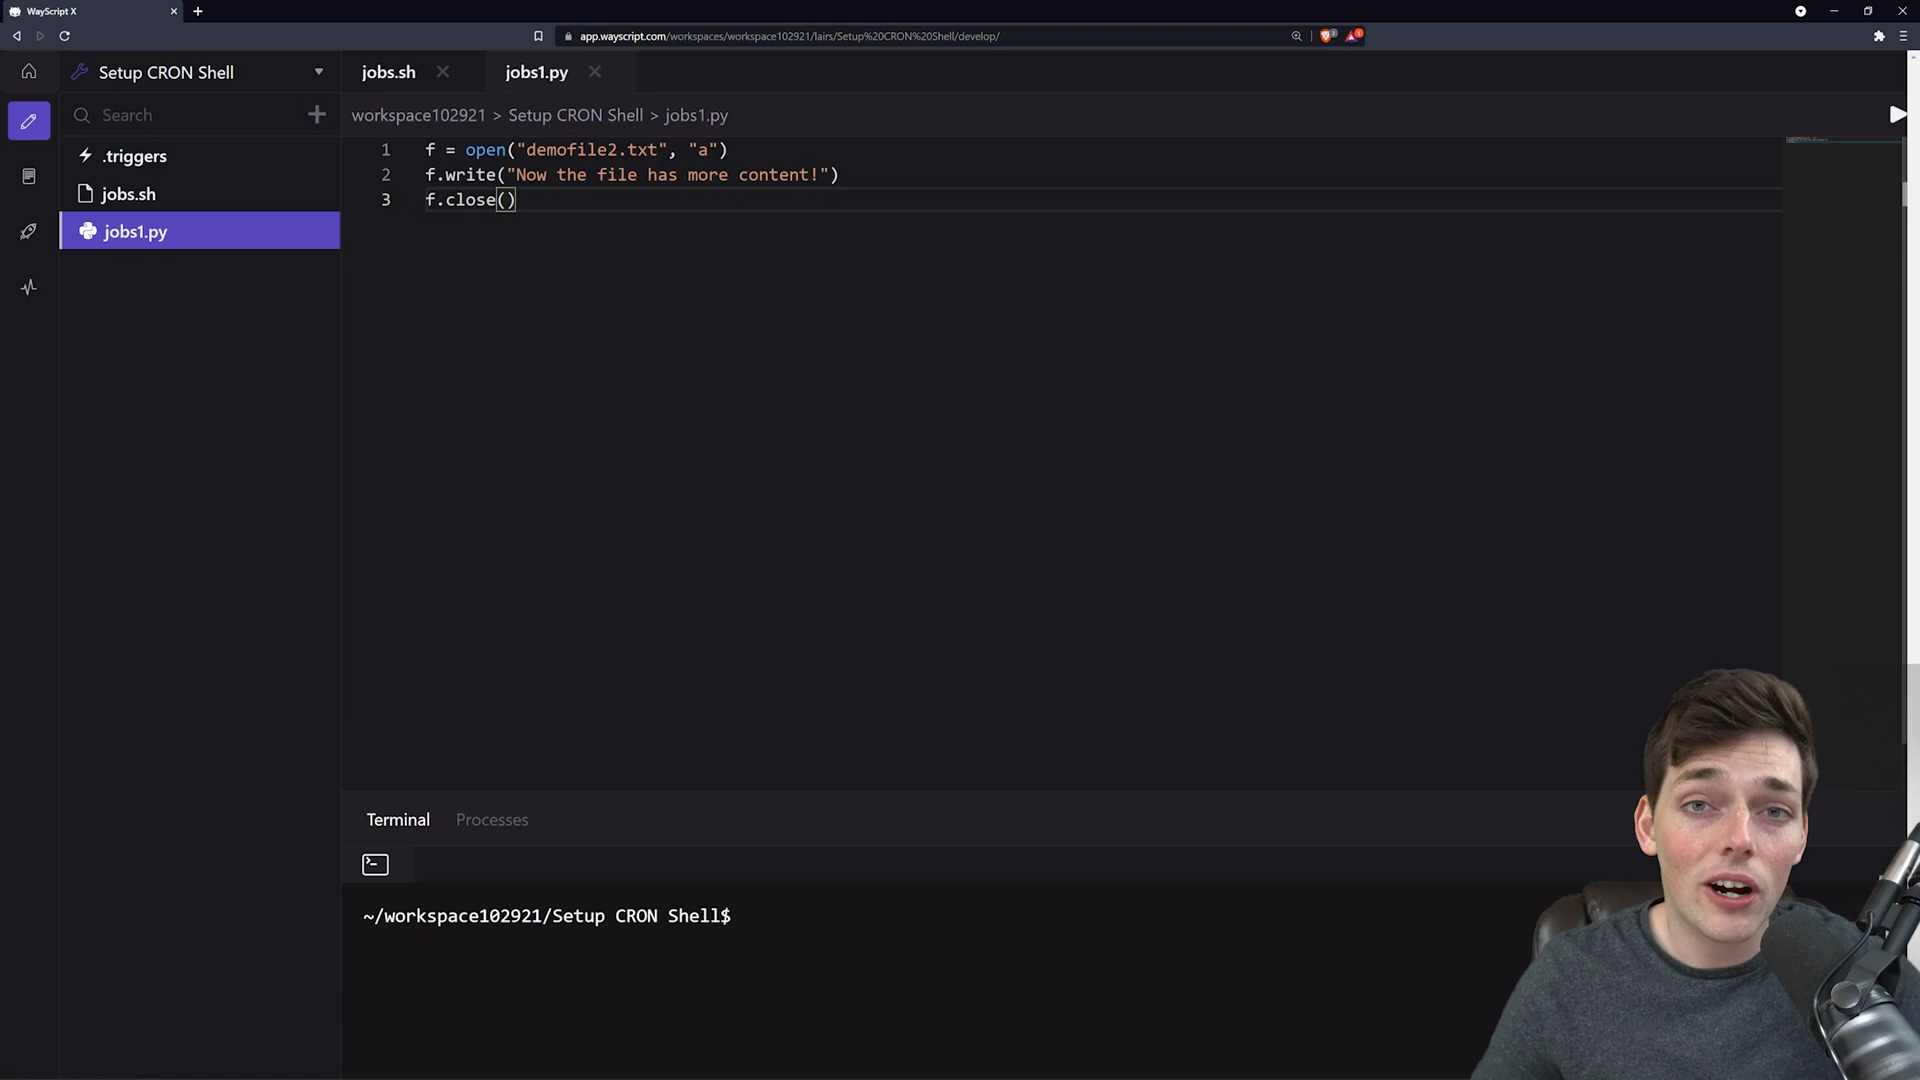 WayScript X
app.wayscript.com/workspaces/workspace102921/lairs/Setup%20CRON%20Shell/develop/
Setup CRON Shell
jobs.sh
jobs1.py
Search
workspace102921 > Setup CRON Shell > jobs1.py
.triggers
jobs.sh
jobs1.py
1 f = open("demofile2.txt", "a")
2 f.write("Now the file has more content!")
3 f.close()
Terminal
Processes
~/workspace102921/Setup CRON Shell$